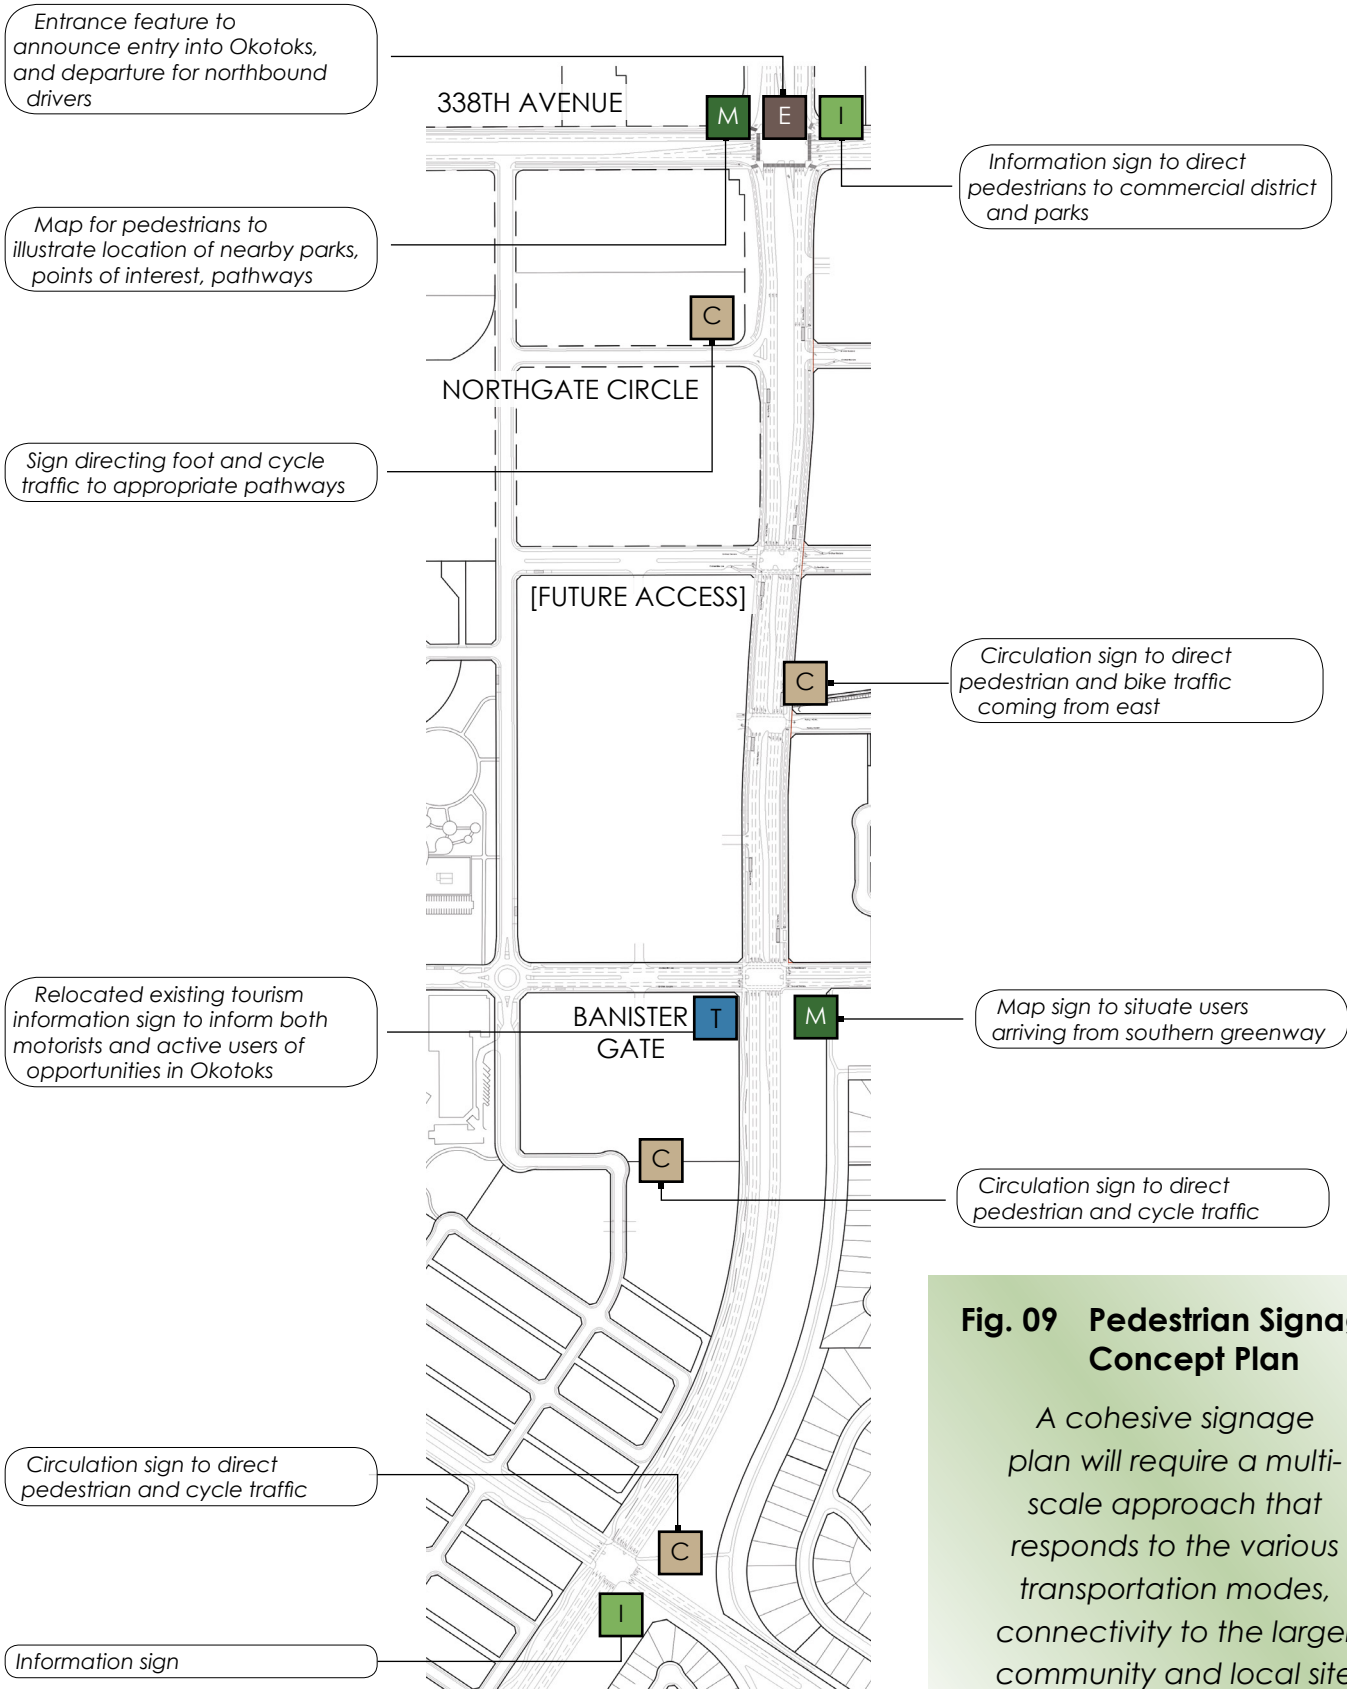 Entrance feature to
announce entry into Okotoks,
and departure for northbound
drivers
338TH AVENUE
M
E
I
Information sign to direct
pedestrians to commercial district
and parks
Map for pedestrians to
illustrate location of nearby parks,
points of interest, pathways
C
NORTHGATE CIRCLE
Sign directing foot and cycle
traffic to appropriate pathways
[FUTURE ACCESS]
C
Circulation sign to direct
pedestrian and bike traffic
coming from east
Relocated existing tourism
information sign to inform both
motorists and active users of
opportunities in Okotoks
BANISTER
GATE
T
M
Map sign to situate users
arriving from southern greenway
C
Circulation sign to direct
pedestrian and cycle traffic
Fig. 09 Pedestrian Signag
Concept Plan
A cohesive signage
plan will require a multi-
scale approach that
responds to the various
transportation modes,
connectivity to the larger
community and local site
Circulation sign to direct
pedestrian and cycle traffic
C
I
Information sign